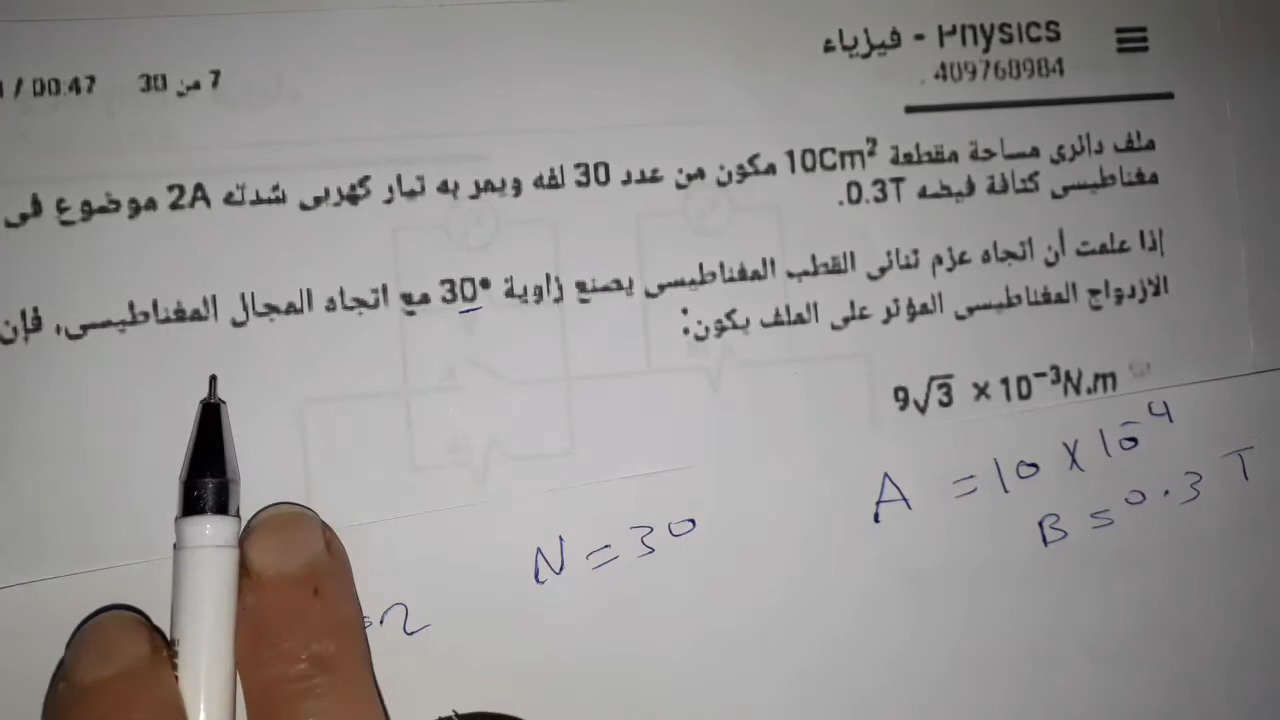 Physics - فيزياء
409768984
7 من 30
/ 00:47
ملف دائرى مساحة مقطعة 10Cm² مكون من عدد 30 لفه ويمر به تيار كهربى شدته 2A موضوع فى
مغناطيسى كثافة فيضه 0.3T.
إذا علمت أن اتجاه عزم ثنائى القطب المغناطيسى يصنع زاوية 30° مع اتجاه المجال المغناطيسى، فإن
الازدواج المغناطيسى المؤثر على الملف يكون:
9√3 × 10⁻³N.m
A = 10 × 10⁻⁴
B = 0.3 T
N = 30
= 2